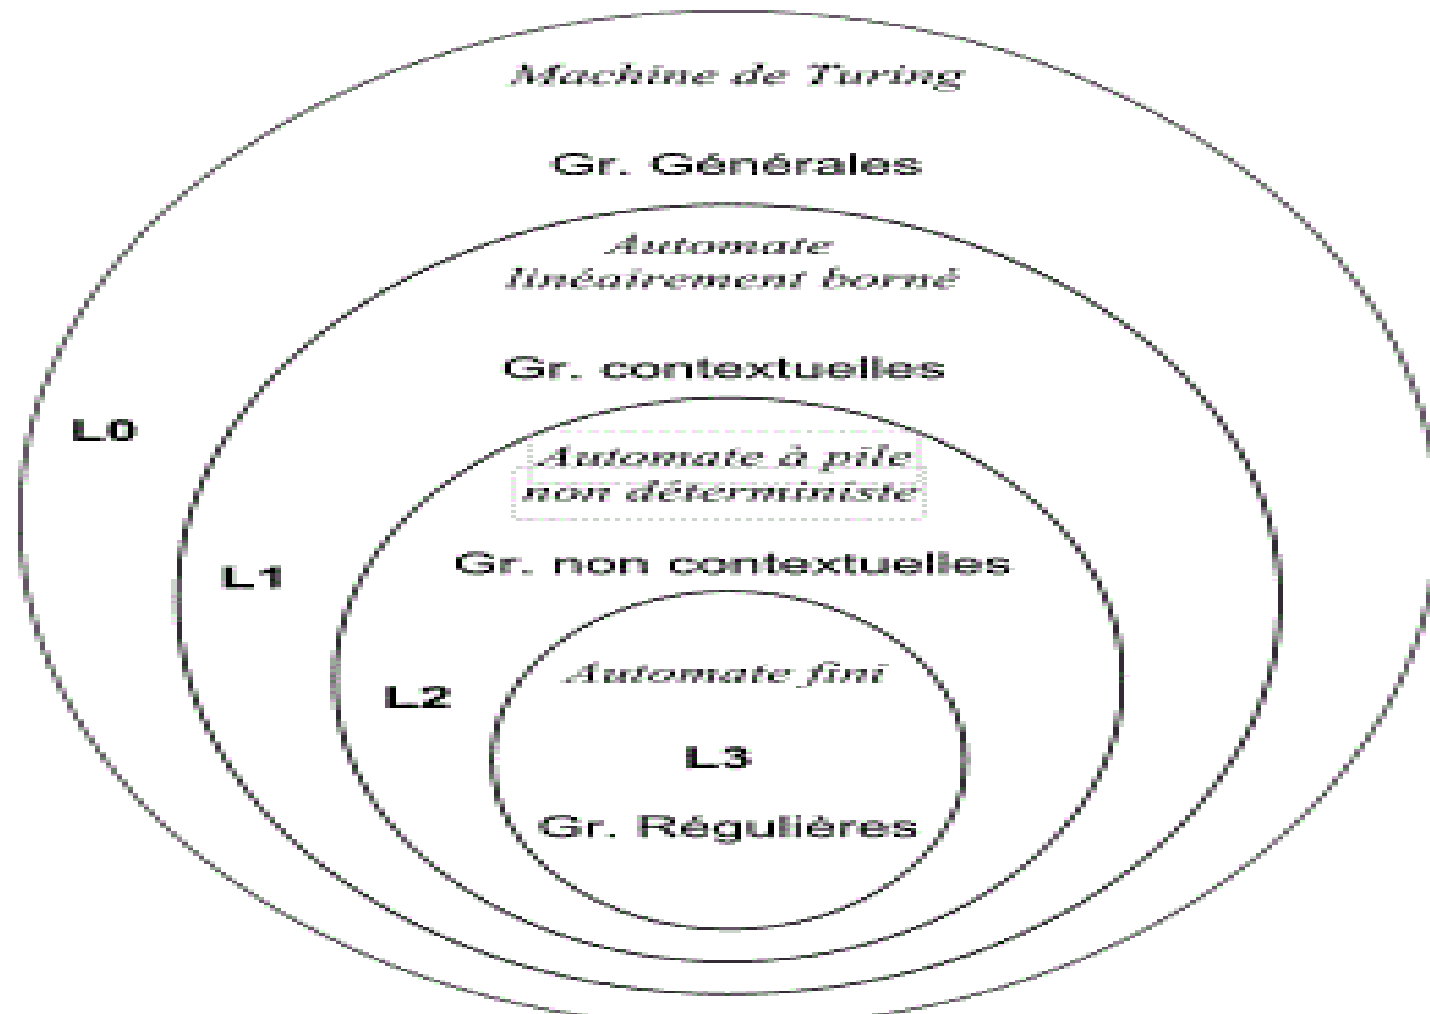 Machine de Turing
Gr. Générales
Automate
linéairement borné
Gr. contextuelles
L0
Automate à pile
non déterministe
Gr. non contextuelles
L1
Automate fini
L2
L3
Gr. Régulières